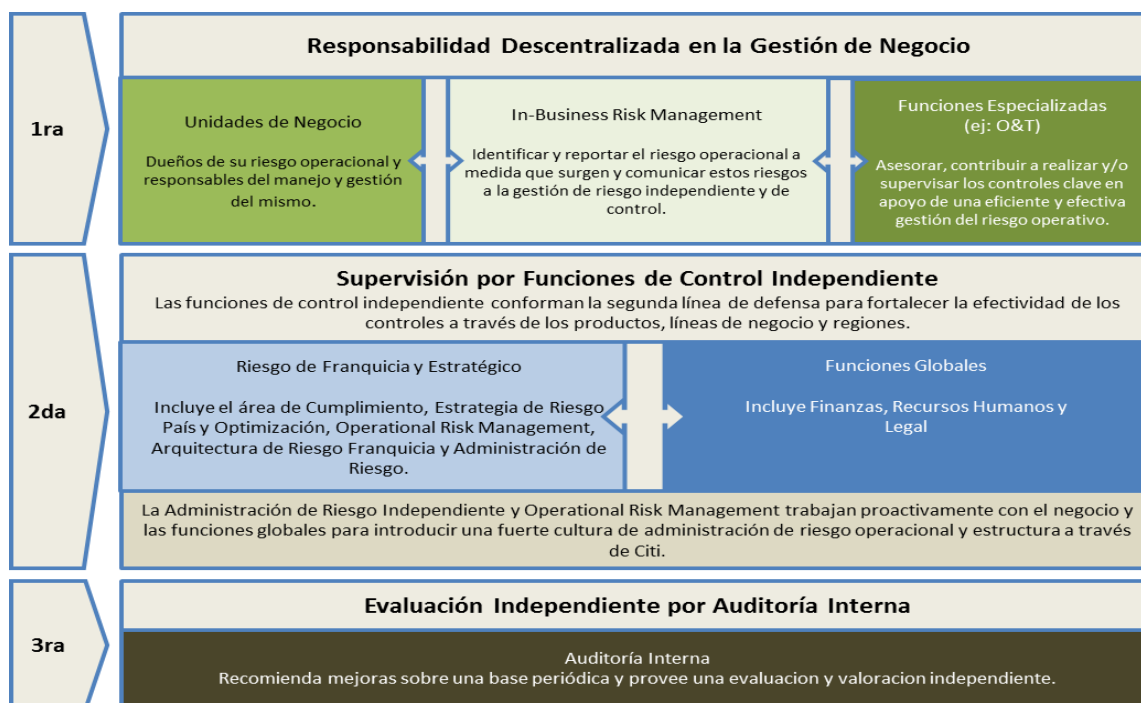 1ra
Responsabilidad Descentralizada en la Gestión de Negocio
Unidades de Negocio
Dueños de su riesgo operacional y
responsables del manejo y gestión
del mismo.
In-Business Risk Management
Identificar y reportar el riesgo operacional a
medida que surgen y comunicar estos riesgos
a la gestión de riesgo independiente y de
control.
Funciones Especializadas
(ej: O&T)
Asesorar, contribuir a realizar y/o
supervisar los controles clave en
apoyo de una eficiente y efectiva
gestión del riesgo operativo.
2da
Supervisión por Funciones de Control Independiente
Las funciones de control independiente conforman la segunda línea de defensa para fortalecer la efectividad de los
controles a través de los productos, líneas de negocio y regiones.
Riesgo de Franquicia y Estratégico
Incluye el área de Cumplimiento, Estrategia de Riesgo
País y Optimización, Operational Risk Management,
Arquitectura de Riesgo Franquicia y Administración de
Riesgo.
Funciones Globales
Incluye Finanzas, Recursos Humanos y
Legal
La Administración de Riesgo Independiente y Operational Risk Management trabajan proactivamente con el negocio y
las funciones globales para introducir una fuerte cultura de administración de riesgo operacional y estructura a través
de Citi.
3ra
Evaluación Independiente por Auditoría Interna
Auditoría Interna
Recomienda mejoras sobre una base periódica y provee una evaluacion y valoracion independiente.